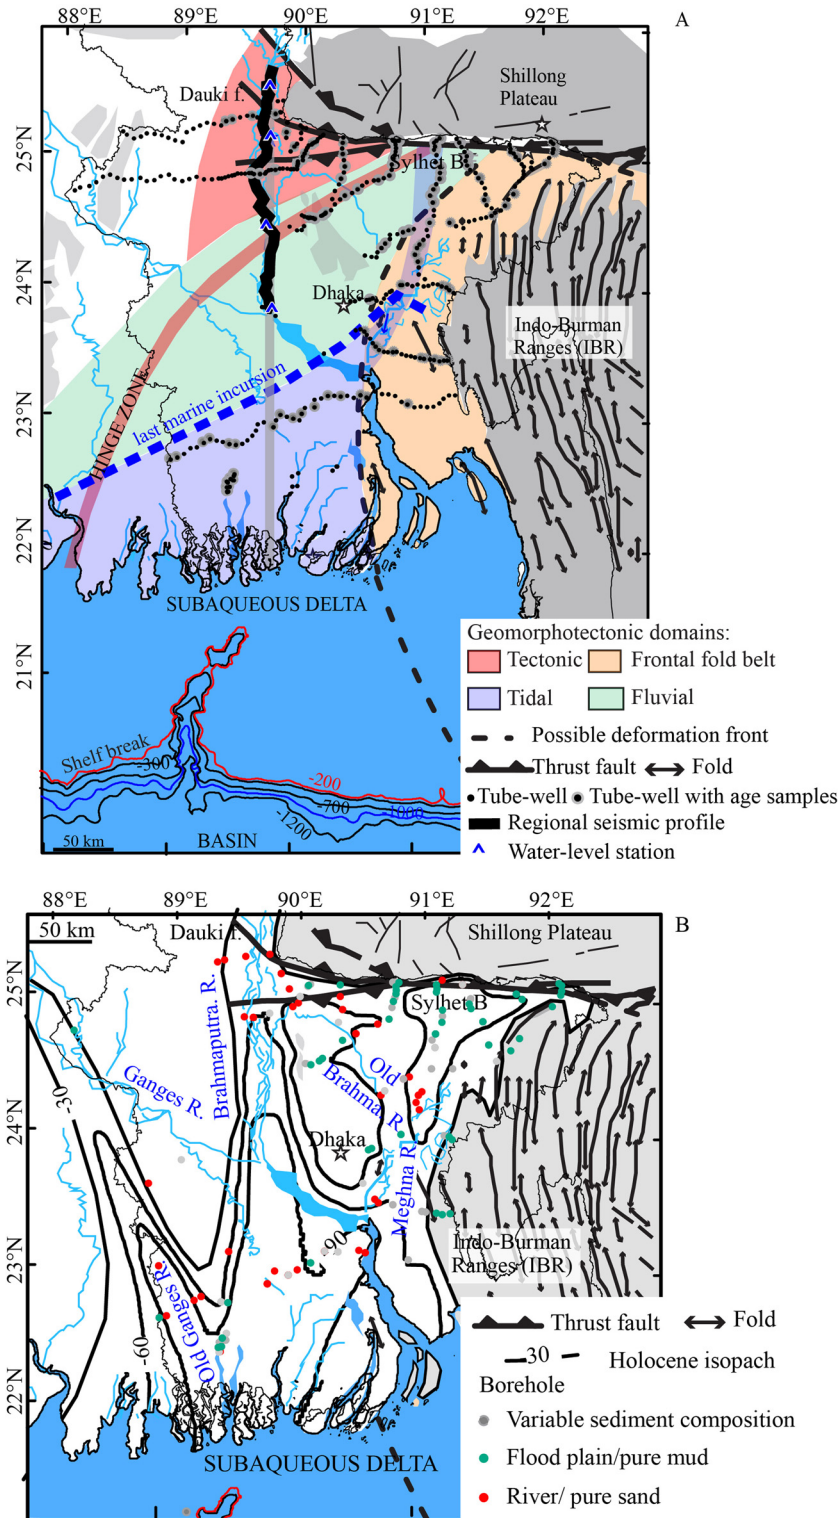 88°E 89°E 90°E 91°E 92°E
A
Dauki f.
Shillong
Plateau
25°N
Sylhet B
24°N
Dhaka
Indo-Burman
Ranges (IBR)
last marine incursion
23°N
HINGE ZONE
22°N
SUBAQUEOUS DELTA
21°N
Geomorphotectonic domains:
Tectonic Frontal fold belt
Tidal Fluvial
Possible deformation front
Thrust fault Fold
Tube-well Tube-well with age samples
Regional seismic profile
Water-level station
Shelf break
-300
-200
-700
-1000
-1200
BASIN
50 km
88°E 89°E 90°E 91°E 92°E
B
50 km
Dauki f.
Shillong Plateau
25°N
Sylhet B
Brahmaputra. R.
Ganges R.
Old
Brahma. R.
-30
24°N
Dhaka
Meghna R.
23°N
-90
Indo-Burman
Ranges (IBR)
Old Ganges R.
-60
22°N
SUBAQUEOUS DELTA
Thrust fault Fold
30 Holocene isopach
Borehole
Variable sediment composition
Flood plain/pure mud
River/ pure sand